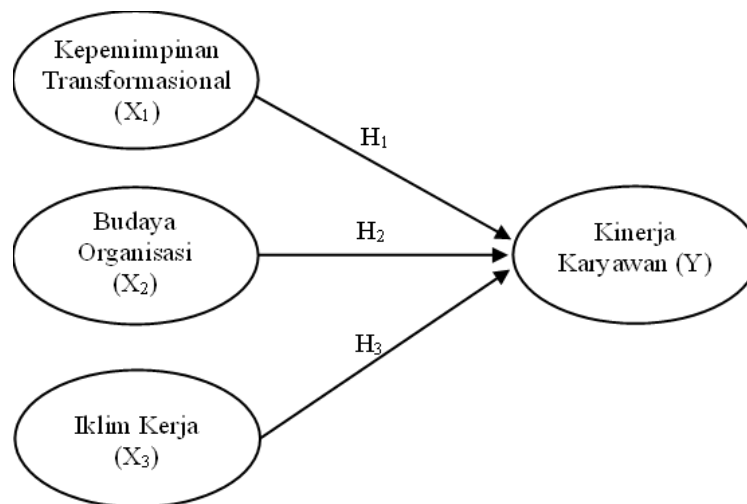 Kepemimpinan
Transformasional
(X₁)
H₁
Budaya
Organisasi
(X₂)
H₂
Kinerja
Karyawan (Y)
H₃
Iklim Kerja
(X₃)